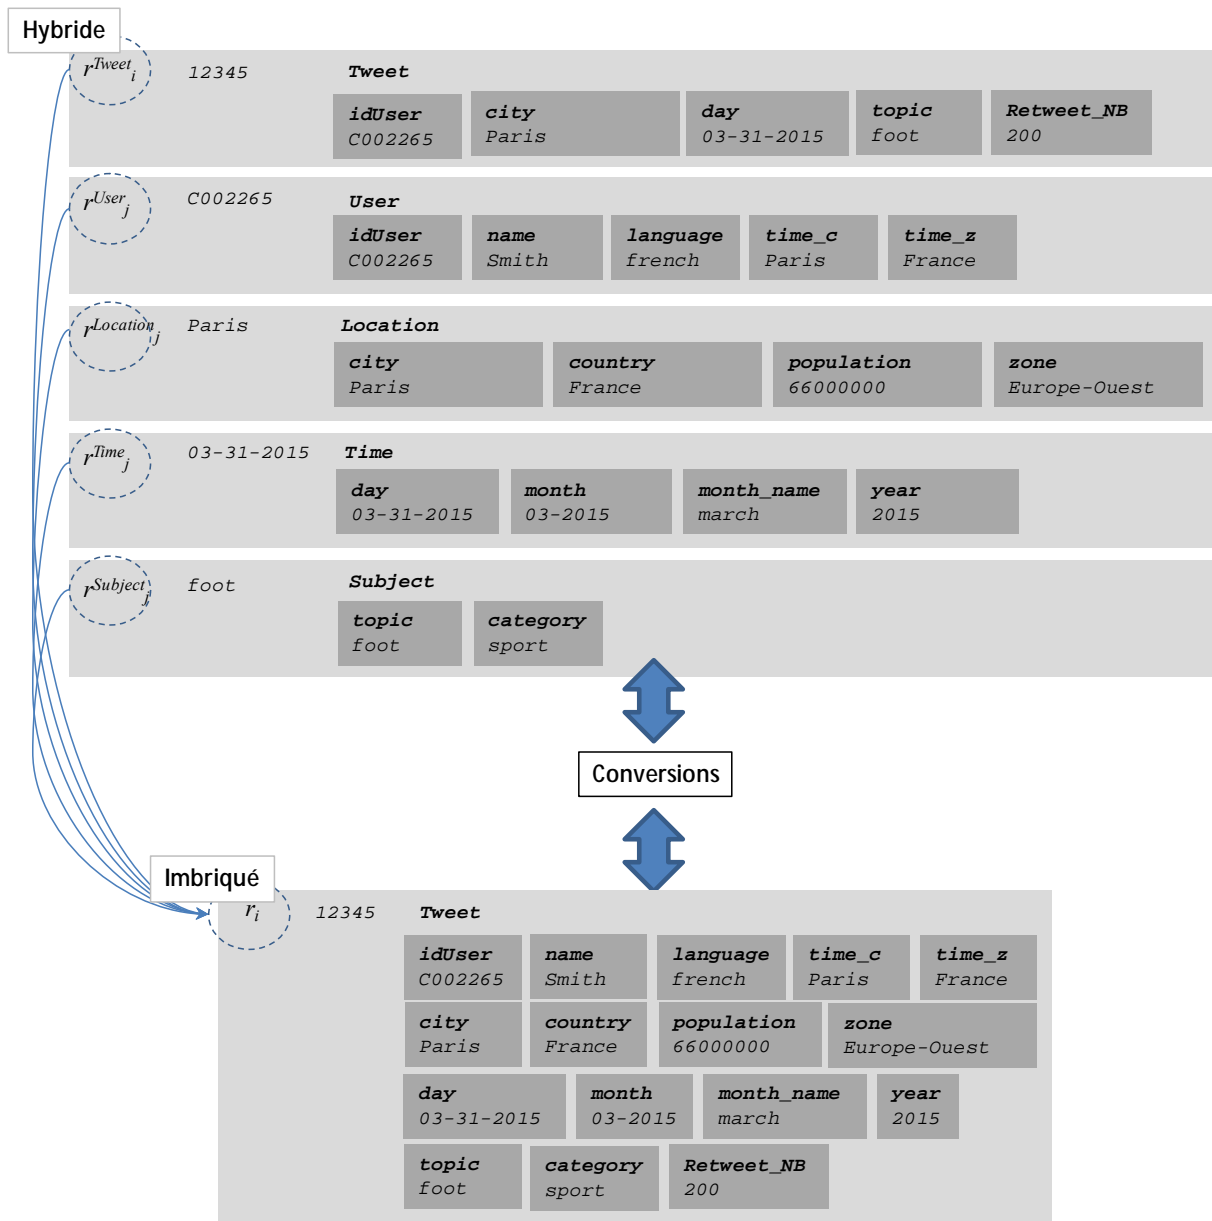 Hybride
r^Tweet_i 12345 Tweet
idUser city day topic Retweet_NB
C002265 Paris 03-31-2015 foot 200
r^User_j C002265 User
idUser name language time_c time_z
C002265 Smith french Paris France
r^Location_j Paris Location
city country population zone
Paris France 66000000 Europe-Ouest
r^Time_j 03-31-2015 Time
day month month_name year
03-31-2015 03-2015 march 2015
r^Subject_j foot Subject
topic category
foot sport
Conversions
Imbriqué
r_i 12345 Tweet
idUser name language time_c time_z
C002265 Smith french Paris France
city country population zone
Paris France 66000000 Europe-Ouest
day month month_name year
03-31-2015 03-2015 march 2015
topic category Retweet_NB
foot sport 200